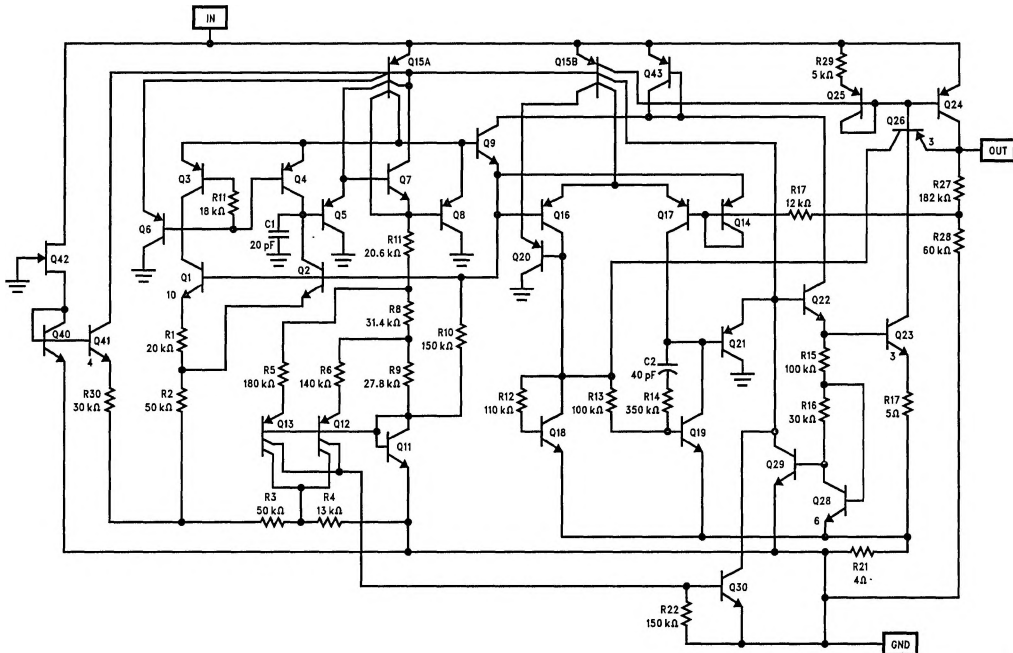 IN
R29
5 kΩ
Q15A
Q15B
Q43
Q25
Q24
Q26
3
OUT
Q9
Q3
Q4
Q7
R11
18 kΩ
Q5
Q8
Q16
Q17
Q14
R17
12 kΩ
R27
182 kΩ
Q6
C1
20 pF
R11
20.6 kΩ
Q20
R28
60 kΩ
Q42
Q1
10
Q2
Q22
R8
31.4 kΩ
R10
150 kΩ
Q21
Q23
3
Q40
Q41
4
R1
20 kΩ
R5
180 kΩ
R6
140 kΩ
R9
27.8 kΩ
C2
40 pF
R15
100 kΩ
R30
30 kΩ
R2
50 kΩ
R12
110 kΩ
R13
100 kΩ
R14
350 kΩ
R16
30 kΩ
R17
5Ω
Q13
Q12
Q11
Q18
Q19
Q29
Q28
6
R3
50 kΩ
R4
13 kΩ
R21
4Ω
Q30
R22
150 kΩ
GND